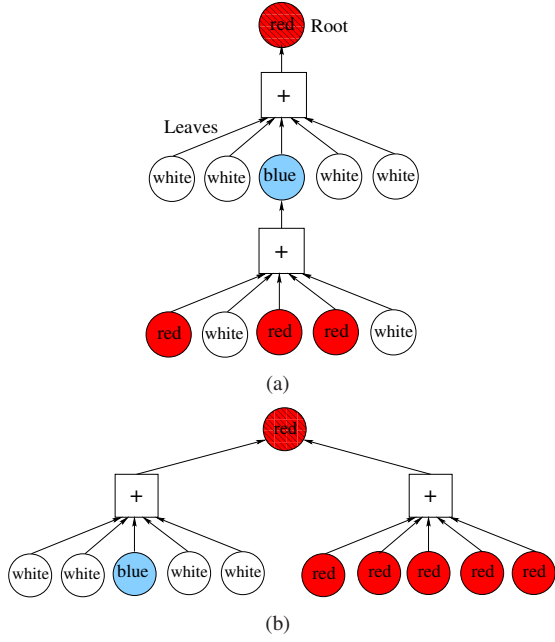 red Root
+
Leaves
white white blue white white
+
red white red red white
(a)
red
+ +
white white blue white white red red red red red
(b)